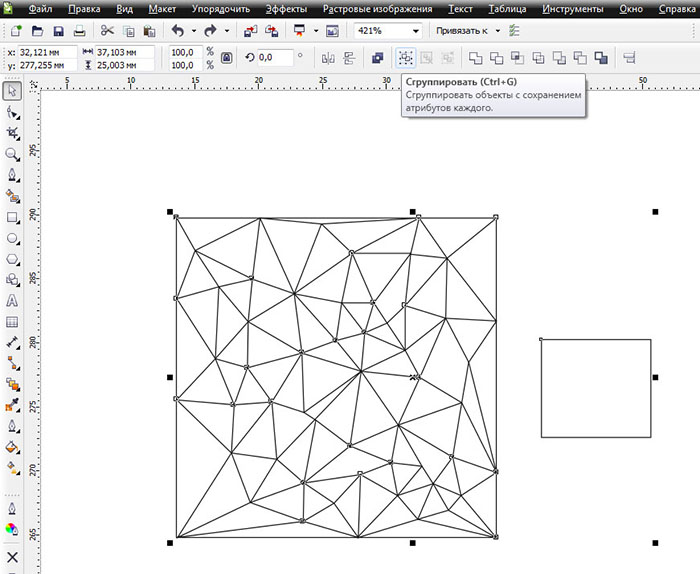 Файл Правка Вид Макет Упорядочить Эффекты Растровые изображения Текст Таблица Инструменты Окно Справка
421% Привязать к
x: 32,121 мм 37,103 мм 100,0 % 0,0 °
y: 277,255 мм 25,003 мм 100,0 %
Сгруппировать (Ctrl+G)
Сгруппировать объекты с сохранением
атрибутов каждого.
5 10 15 20 25 30 35 50
295
290
285
280
275
270
265